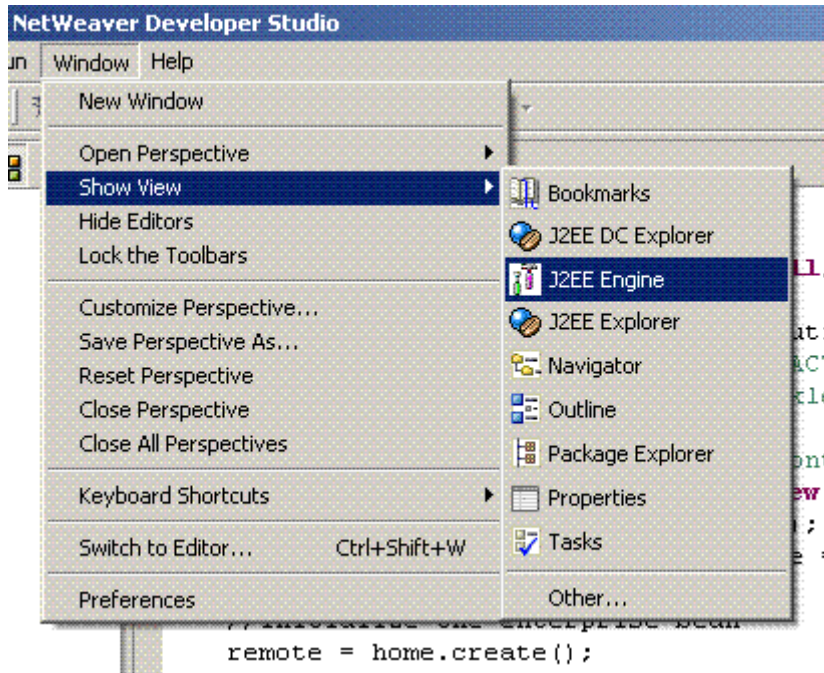 NetWeaver Developer Studio
un Window Help
New Window
Open Perspective
Show View
Hide Editors
Lock the Toolbars
Customize Perspective...
Save Perspective As...
Reset Perspective
Close Perspective
Close All Perspectives
Keyboard Shortcuts
Switch to Editor... Ctrl+Shift+W
Preferences
Bookmarks
J2EE DC Explorer
J2EE Engine
J2EE Explorer
Navigator
Outline
Package Explorer
Properties
Tasks
Other...
remote = home.create();